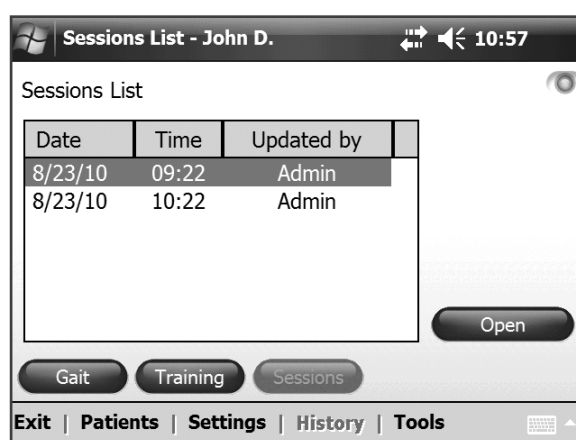 Sessions List - John D. 10:57
Sessions List
Date Time Updated by
8/23/10 09:22 Admin
8/23/10 10:22 Admin
Open
Gait Training Sessions
Exit | Patients | Settings | History | Tools